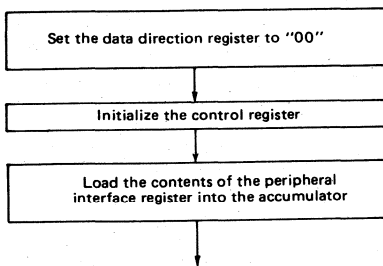 Set the data direction register to "00"
Initialize the control register
Load the contents of the peripheral
interface register into the accumulator